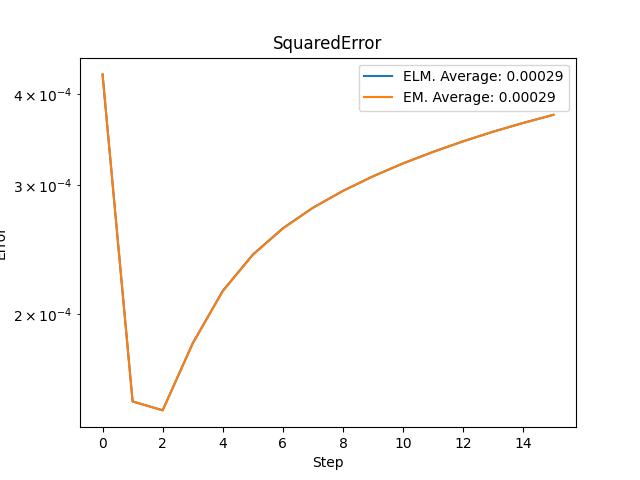 SquaredError
ELM. Average: 0.00029
EM. Average: 0.00029
4 × 10⁻⁴
3 × 10⁻⁴
2 × 10⁻⁴
Error
0 2 4 6 8 10 12 14
Step